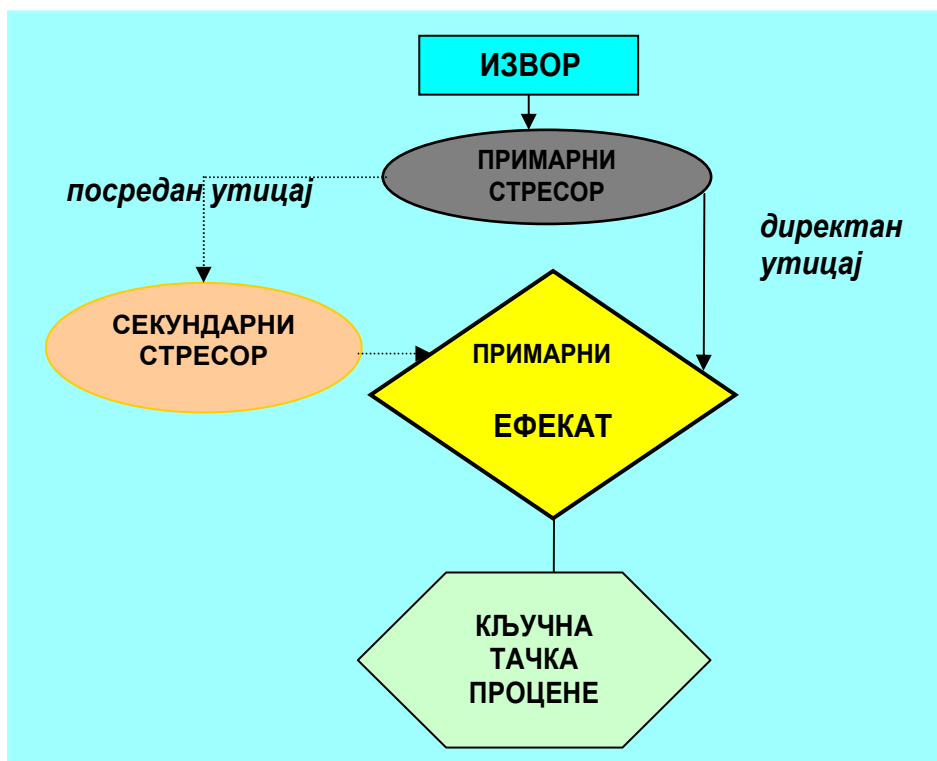 ИЗВОР
ПРИМАРНИ
СТРЕСОР
посредан утицај
директан
утицај
СЕКУНДАРНИ
СТРЕСОР
ПРИМАРНИ
ЕФЕКАТ
КЉУЧНА
ТАЧКА
ПРОЦЕНЕ